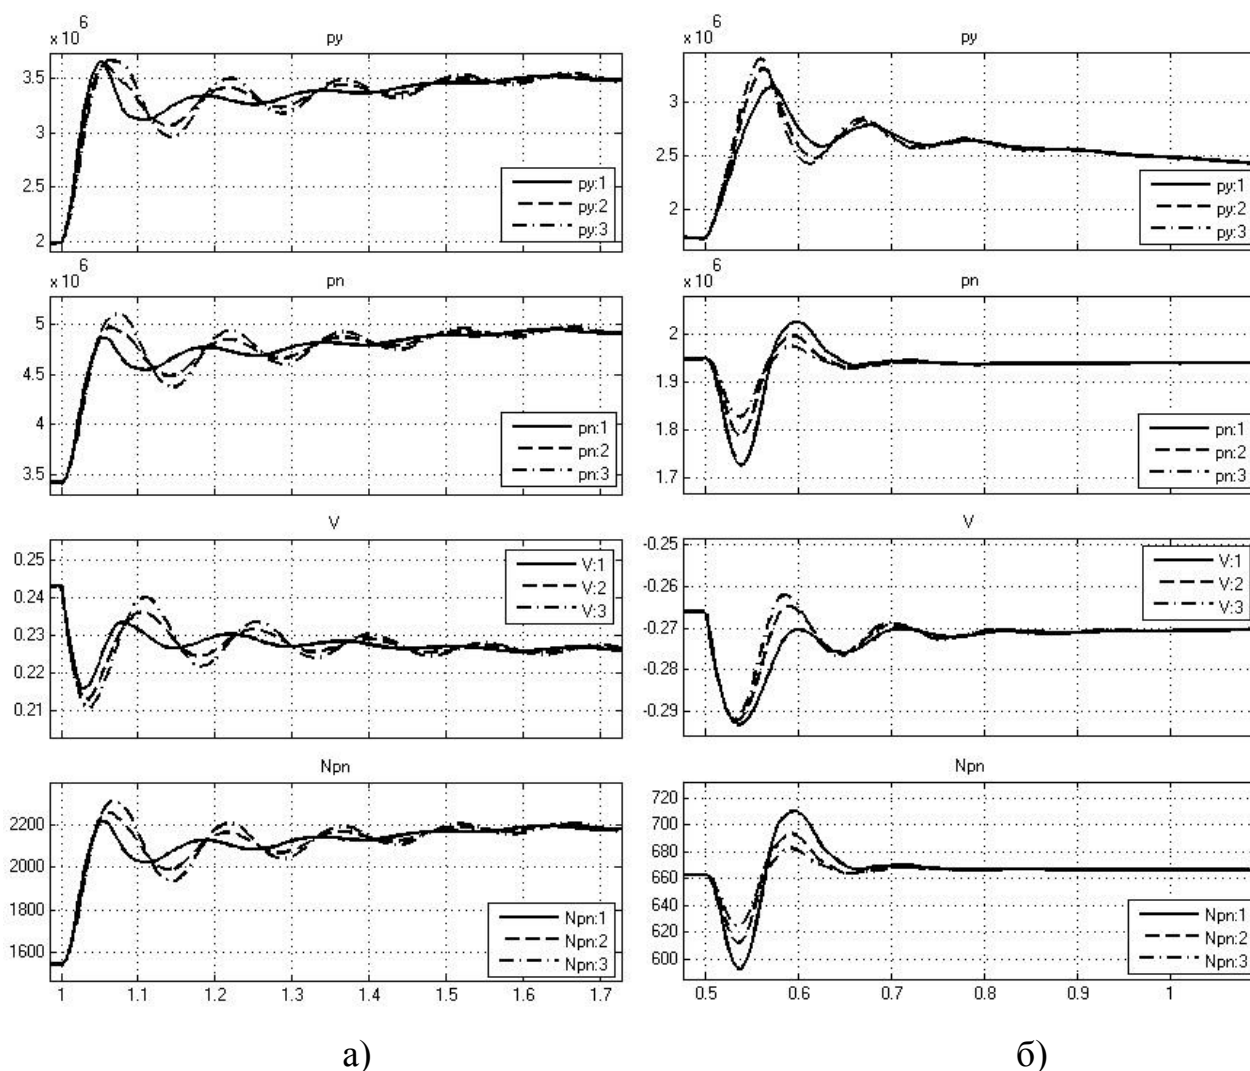 x 10 6
py
3.5
3
2.5
2
py:1
py:2
py:3
x 10 6
pn
5
4.5
4
3.5
pn:1
pn:2
pn:3
V
0.25
0.24
0.23
0.22
0.21
V:1
V:2
V:3
Npn
2200
2000
1800
1600
Npn:1
Npn:2
Npn:3
1 1.1 1.2 1.3 1.4 1.5 1.6 1.7
а)
x 10 6
py
3
2.5
2
py:1
py:2
py:3
x 10 6
pn
2
1.9
1.8
1.7
pn:1
pn:2
pn:3
V
-0.25
-0.26
-0.27
-0.28
-0.29
V:1
V:2
V:3
Npn
720
700
680
660
640
620
600
Npn:1
Npn:2
Npn:3
0.5 0.6 0.7 0.8 0.9 1
б)